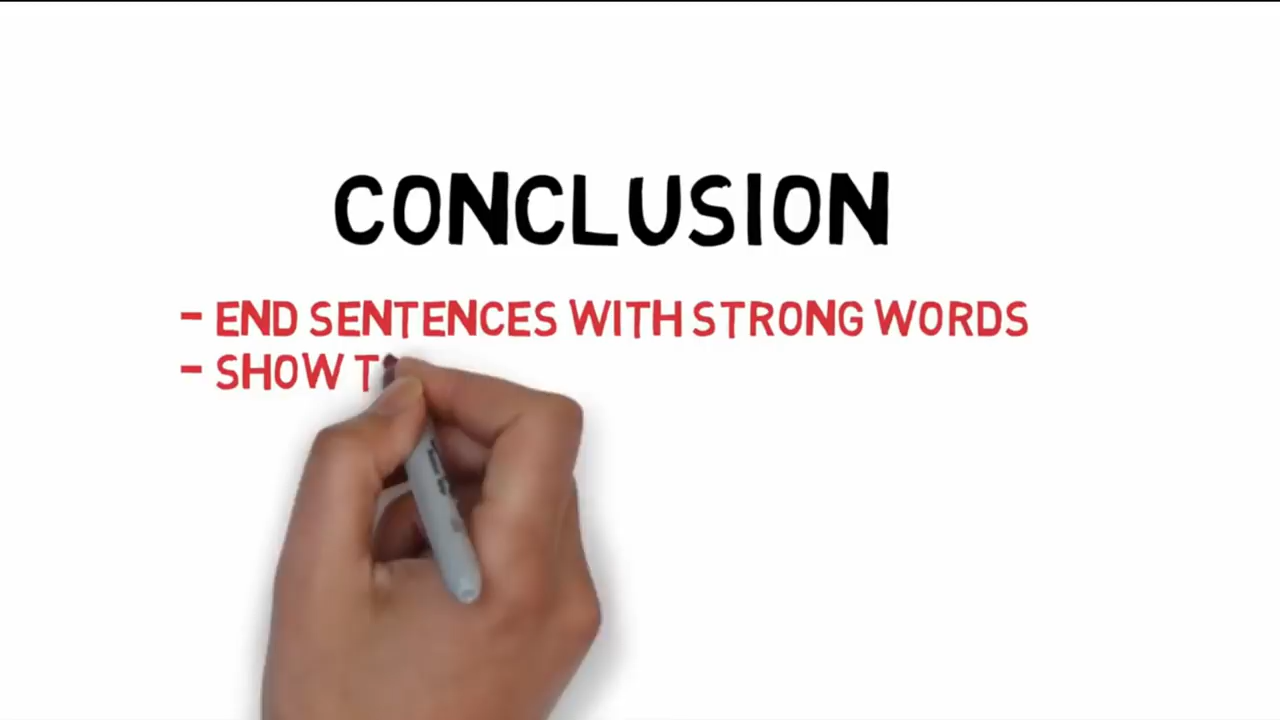 CONCLUSION
- END SENTENCES WITH STRONG WORDS
- SHOW